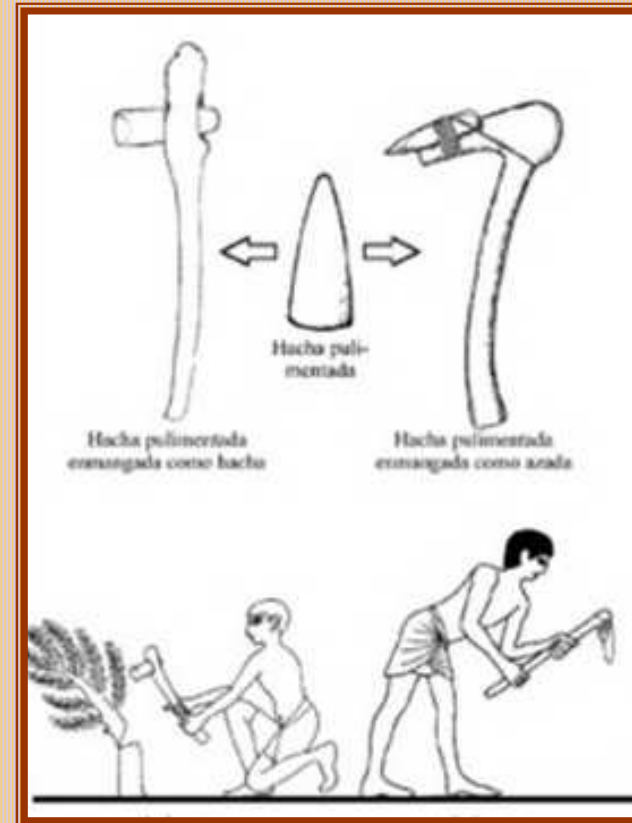 Hacha puli-
mentada
Hacha pulimentada
enmangada como hacha
Hacha pulimentada
enmangada como azada